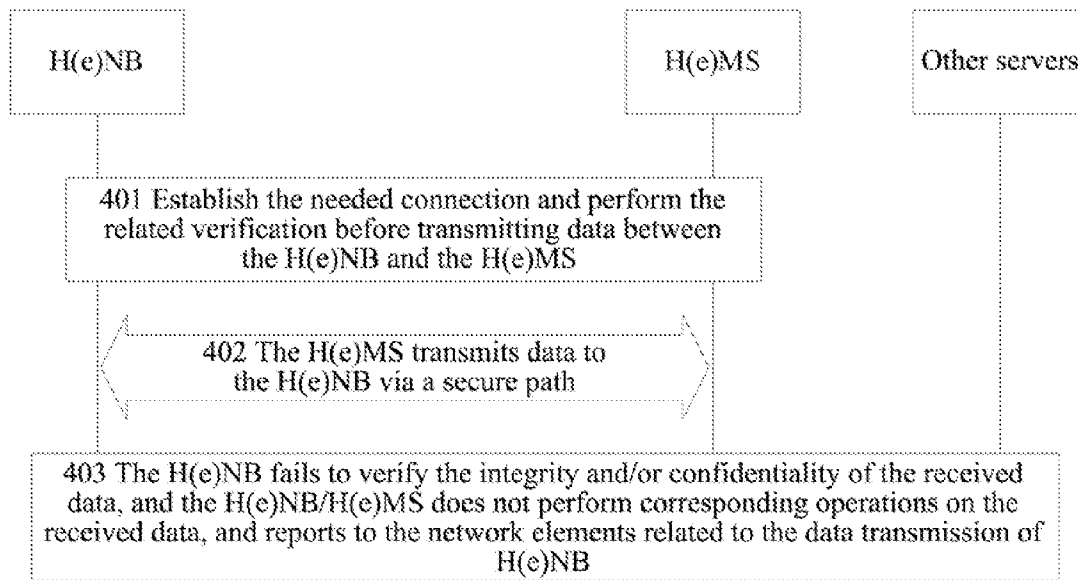 H(e)NB
H(e)MS
Other servers
401 Establish the needed connection and perform the
related verification before transmitting data between
the H(e)NB and the H(e)MS
402 The H(e)MS transmits data to
the H(e)NB via a secure path
403 The H(e)NB fails to verify the integrity and/or confidentiality of the received
data, and the H(e)NB/H(e)MS does not perform corresponding operations on the
received data, and reports to the network elements related to the data transmission of
H(e)NB